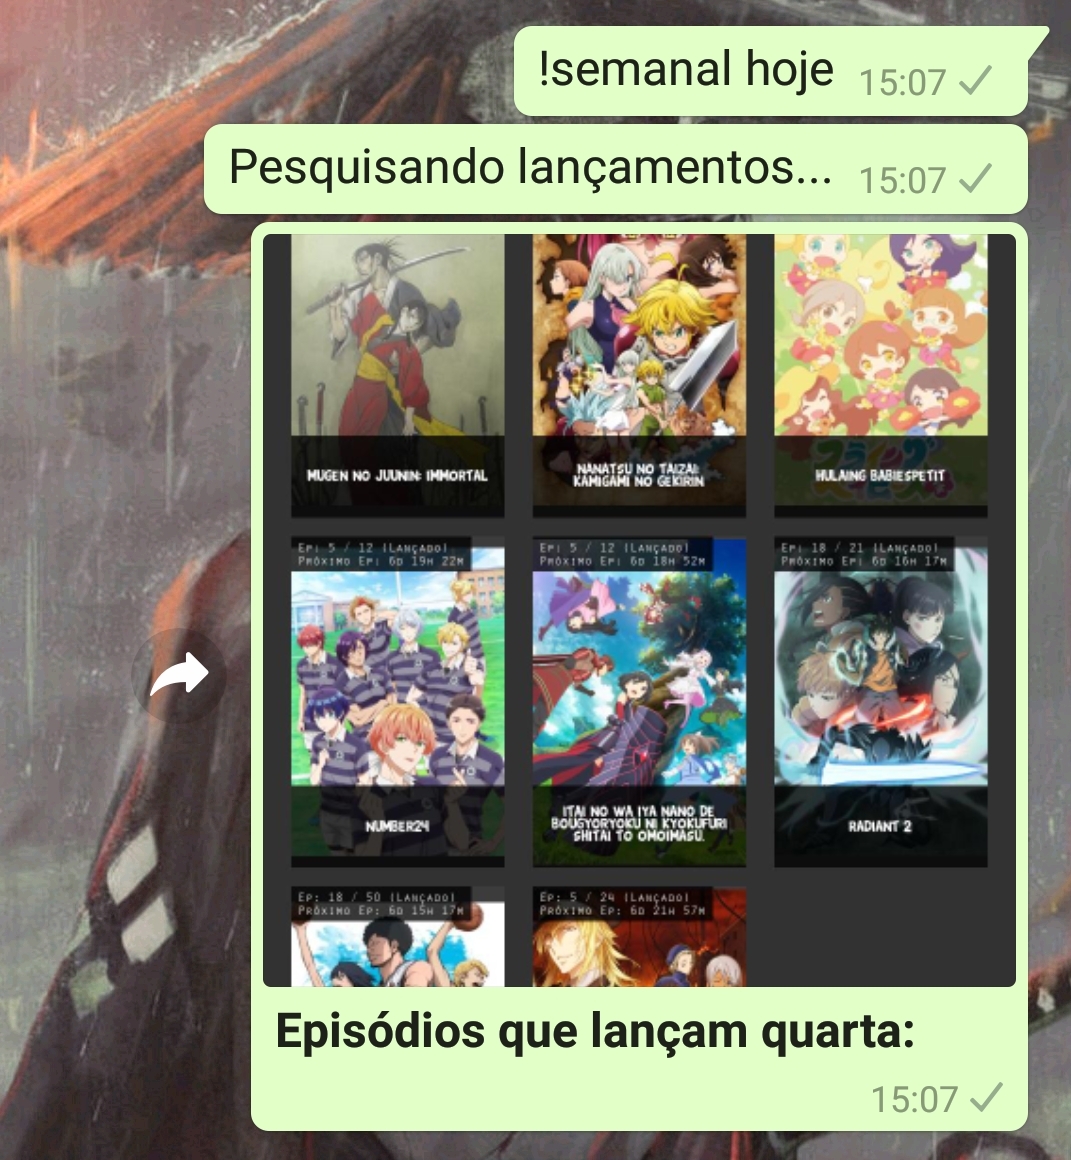 !semanal hoje 15:07
Pesquisando lançamentos... 15:07
MUGEN NO JUUNIN: IMMORTAL
NANATSU NO TAIZAI:
KAMIGAMI NO GEKIRIN
HULAING BABIESPETIT
Ep: 5 / 12 (Lançado)
Próximo Ep: 6d 19h 22m
Ep: 5 / 12 (Lançado)
Próximo Ep: 6d 18h 52m
Ep: 18 / 21 (Lançado)
Próximo Ep: 6d 16h 17m
NUMBER24
ITAI NO WA IYA NANO DE
BOUGYORYOKU NI KYOKUFURI
SHITAI TO OMOIMASU.
RADIANT 2
Ep: 18 / 50 (Lançado)
Próximo Ep: 6d 15h 17m
Ep: 5 / 24 (Lançado)
Próximo Ep: 6d 21h 57m
Episódios que lançam quarta:
15:07